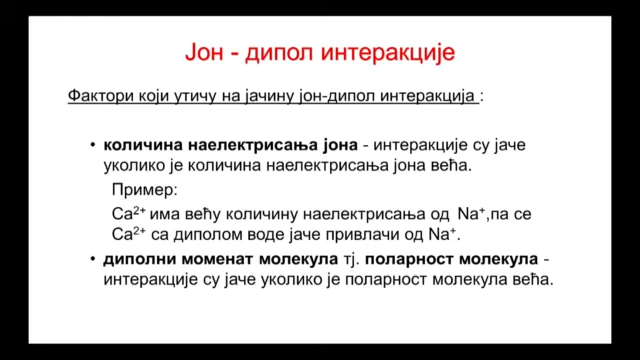 Јон - дипол интеракције
Фактори који утичу на јачину јон-дипол интеракција :
• количина наелектрисања јона - интеракције су јаче
уколико је количина наелектрисања јона већа.
Пример:
Ca²⁺ има већу количину наелектрисања од Na⁺,па се
Ca²⁺ са диполом воде јаче привлачи од Na⁺.
• диполни моменат молекула тј. поларност молекула -
интеракције су јаче уколико је поларност молекула већа.